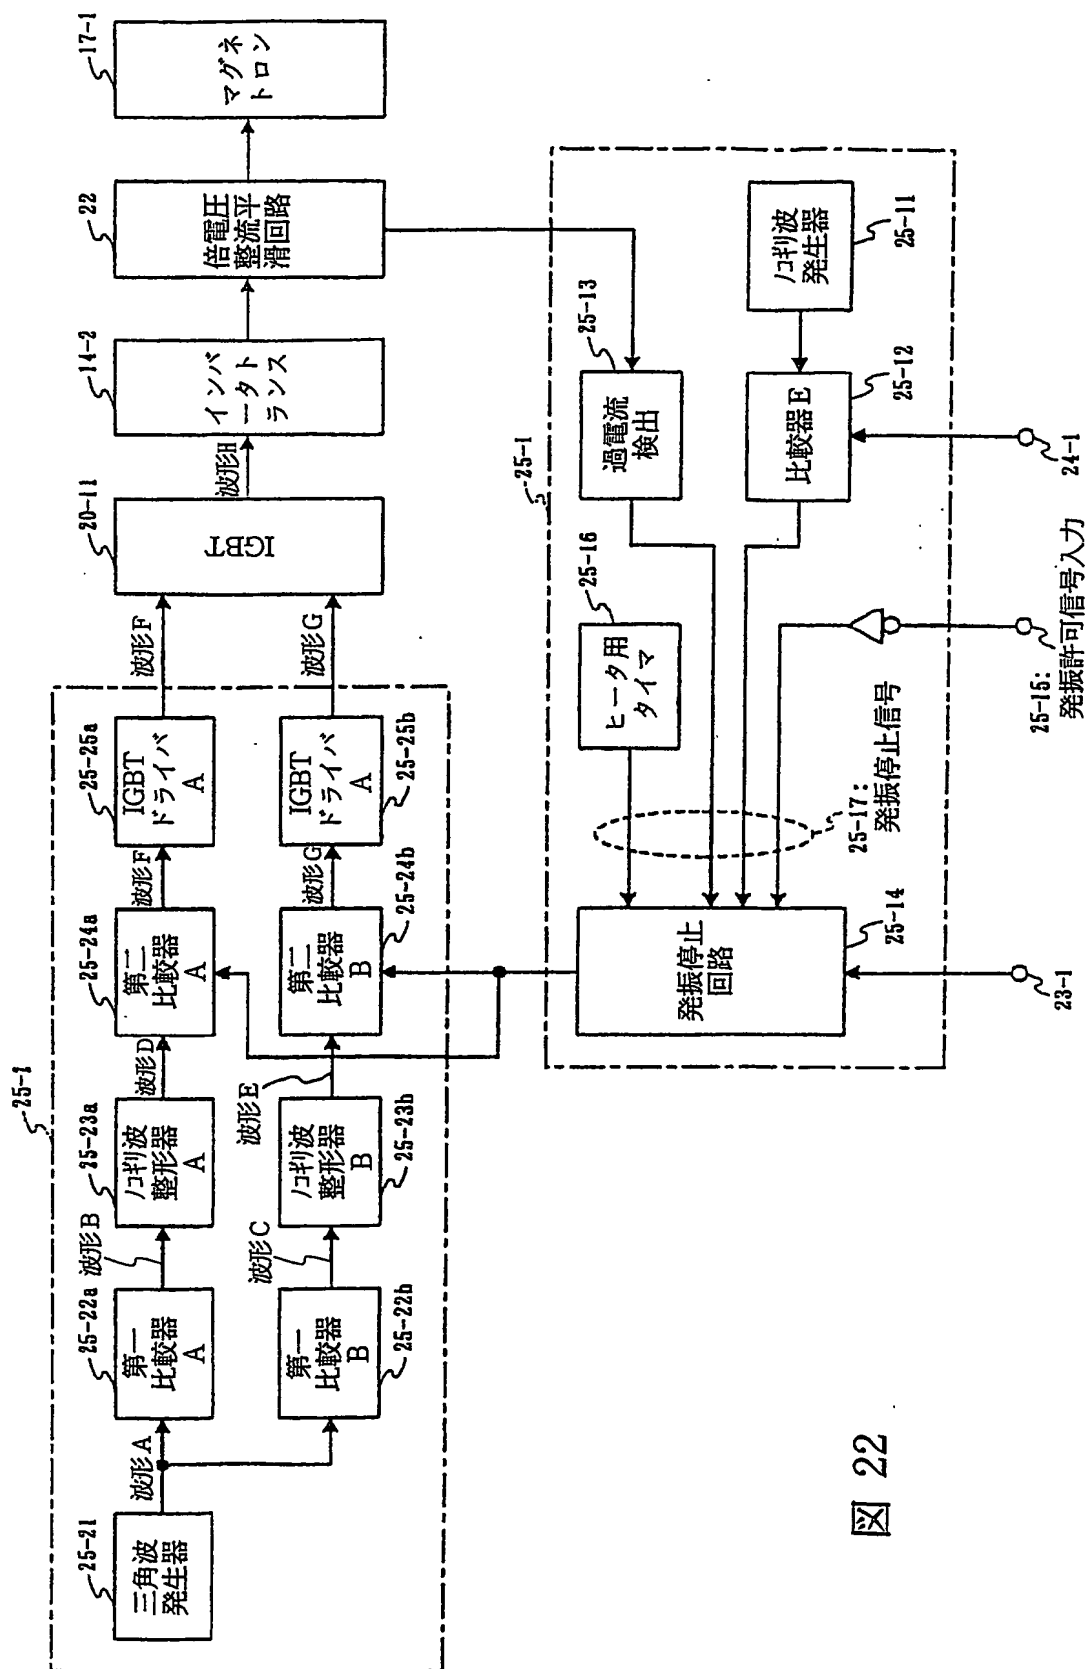 25-1
25-21
三角波
発生器
波形A
25-22a
第一
比較器
A
波形B
25-23a
ノコギリ波
整形器
A
波形D
25-24a
第二
比較器
A
波形F
25-25a
IGBT
ドライバ
A
波形F
第一
比較器
B
25-22b
波形C
ノコギリ波
整形器
B
25-23b
波形E
第二
比較器
B
25-24b
波形G
IGBT
ドライバ
A
25-25b
波形G
20-11
IGBT
波形H
14-2
インバ
ータト
ランス
22
倍電圧
整流平
滑回路
17-1
マグネ
トロン
25-1
発振停止
回路
25-14
23-1
25-17:
発振停止信号
25-16
ヒータ用
タイマ
25-13
過電流
検出
比較器E
25-12
ノコギリ波
発生器
25-11
25-15:
発振許可信号入力
24-1
図 22